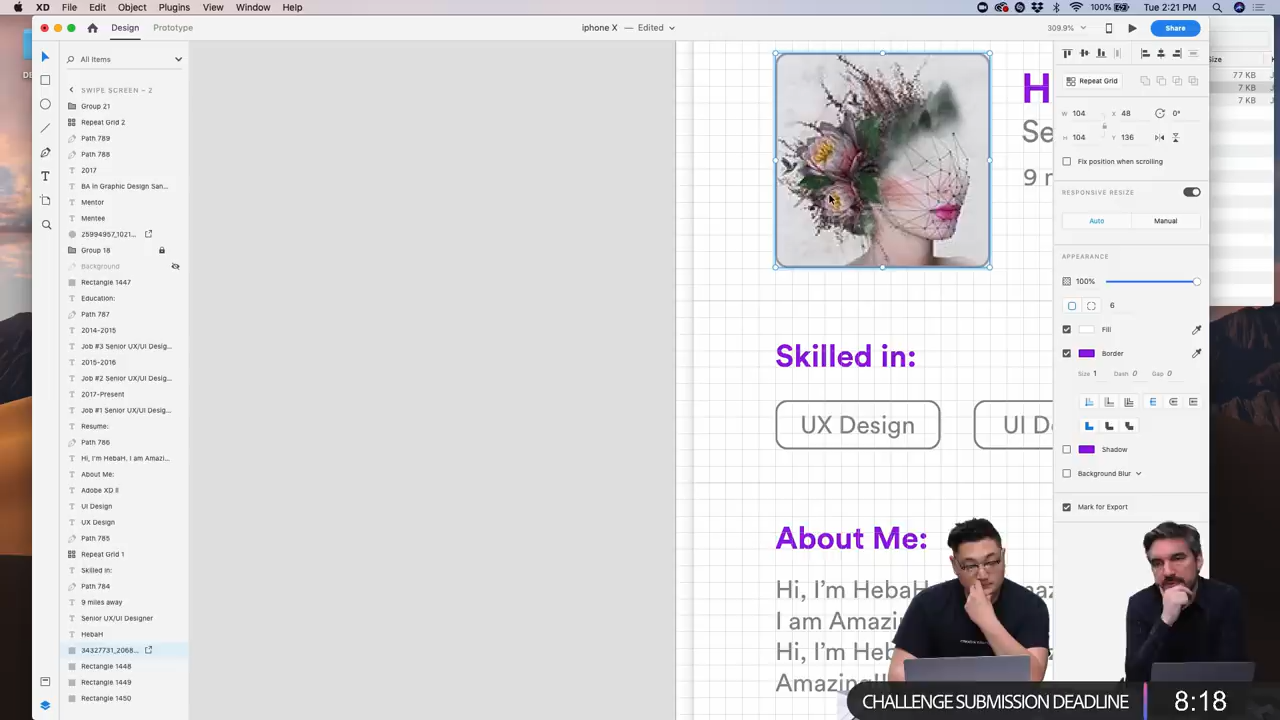 XD File Edit Object Plugins View Window Help
100% Tue 2:21 PM
Design Prototype
iphone X – Edited
309.9%
Share
All Items
SWIPE SCREEN – 2
Group 21
Repeat Grid 2
Path 789
Path 788
2017
BA in Graphic Design San...
Mentor
Mentee
25994957_1021...
Group 18
Background
Rectangle 1447
Education:
Path 787
2014-2015
Job #3 Senior UX/UI Desig...
2015-2016
Job #2 Senior UX/UI Desig...
2017-Present
Job #1 Senior UX/UI Desig...
Resume:
Path 786
Hi, I'm HebaH, I am Amazi...
About Me:
Adobe XD II
UI Design
UX Design
Path 785
Repeat Grid 1
Skilled in:
Path 784
9 miles away
Senior UX/UI Designer
HebaH
34327731_2068...
Rectangle 1448
Rectangle 1449
Rectangle 1450
H
Se
9 m
Skilled in:
UX Design
UI De
About Me:
Hi, I'm HebaH
I am Amazi
Hi, I'm HebaH
Amazing!!
Repeat Grid
W 104 X 48 0°
H 104 Y 136
Fix position when scrolling
RESPONSIVE RESIZE
Auto Manual
APPEARANCE
100%
6
Fill
Border
Size 1 Dash 0 Gap 0
Shadow
Background Blur
Mark for Export
Size
77 KB
7 KB
7 KB
CHALLENGE SUBMISSION DEADLINE 8:18